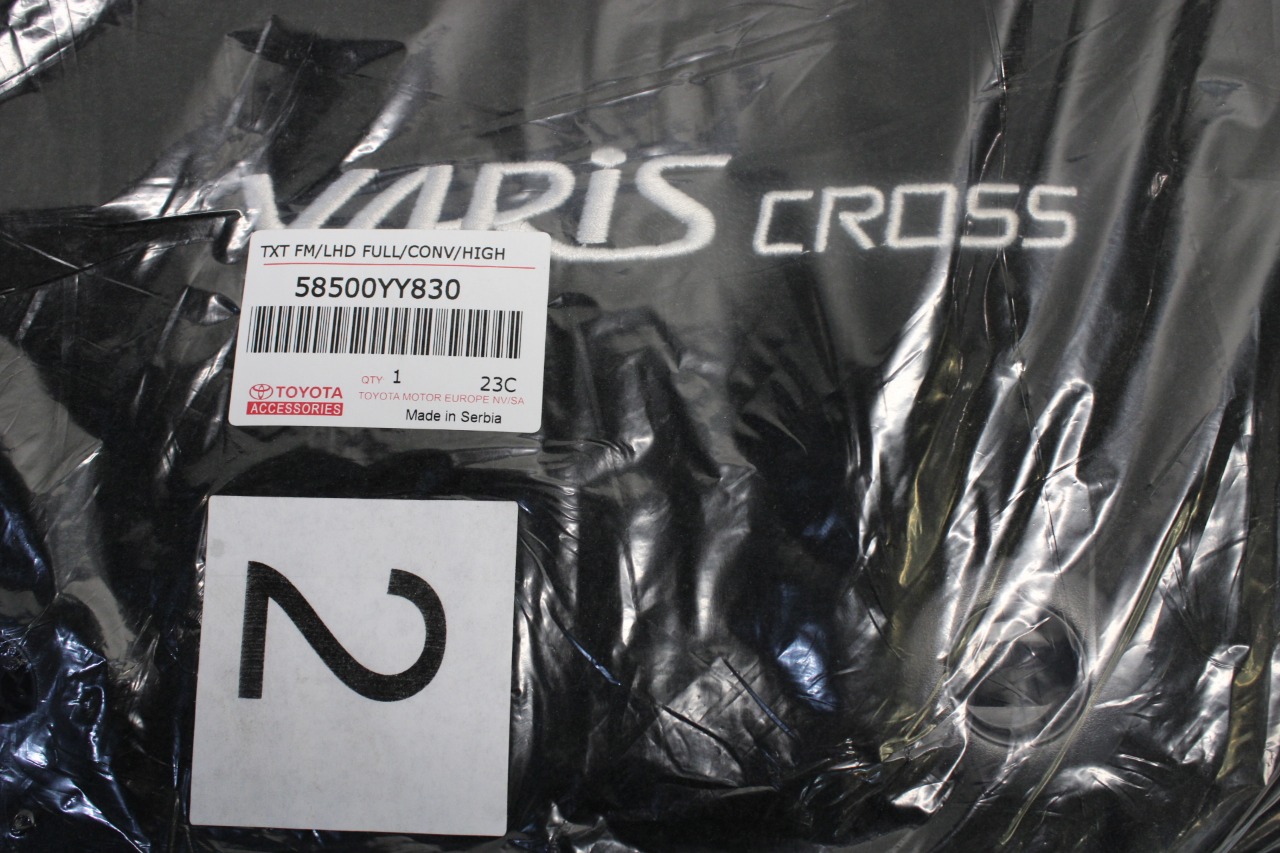 YARiS CROSS
TXT FM/LHD FULL/CONV/HIGH
58500YY830
QTY 1 23C
TOYOTA
ACCESSORIES
TOYOTA MOTOR EUROPE NV/SA
Made in Serbia
2